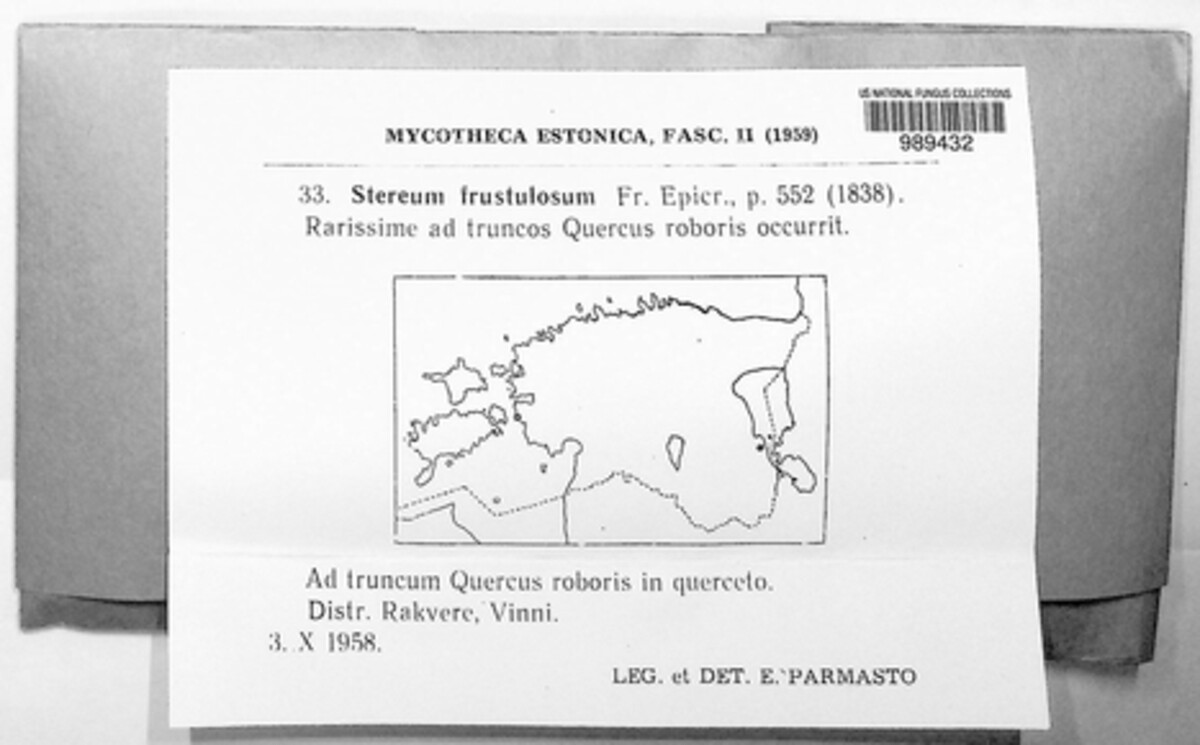 US NATIONAL FUNGUS COLLECTIONS
989432
MYCOTHECA ESTONICA, FASC. II (1959)
33. Stereum frustulosum Fr. Epicr., p. 552 (1838).
Rarissime ad truncos Quercus roboris occurrit.
Ad truncum Quercus roboris in querceto.
Distr. Rakvere, Vinni.
3. X 1958.
LEG. et DET. E. PARMASTO